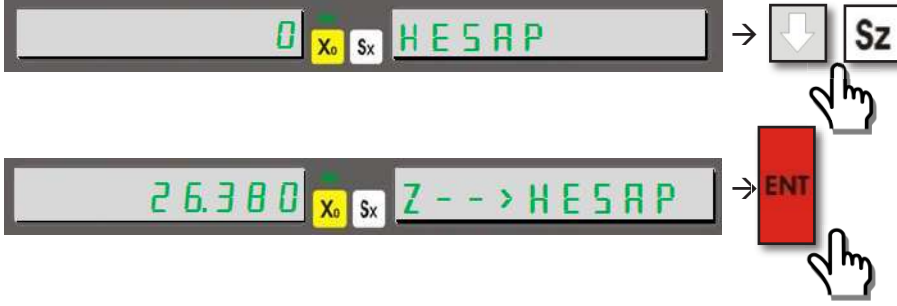 0 X₀ Sx HESAP → Sz
26.380 X₀ Sx Z-->HESAP → ENT